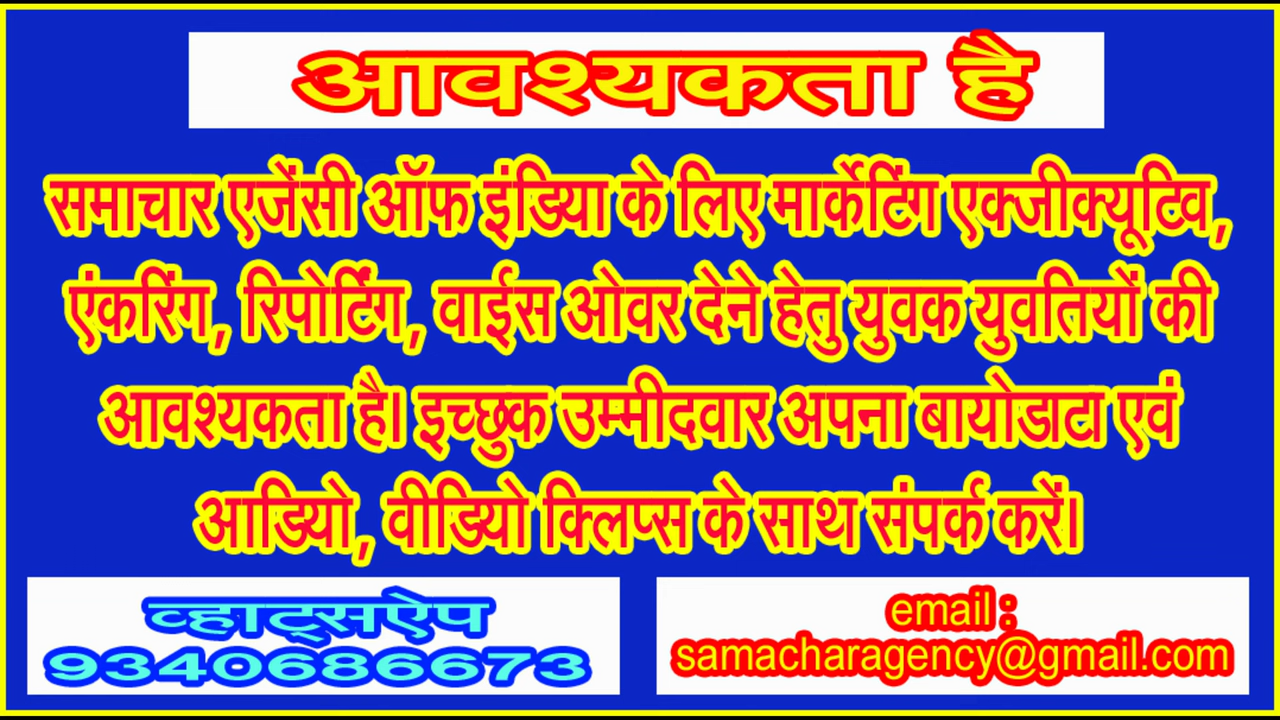 आवश्यकता है
समाचार एजेंसी ऑफ इंडिया के लिए मार्केटिंग एक्जीक्यूटिव,
एंकरिंग, रिपोर्टिंग, वाईस ओवर देने हेतु युवक युवतियों की
आवश्यकता है। इच्छुक उम्मीदवार अपना बायोडाटा एवं
आडियो, वीडियो क्लिप्स के साथ संपर्क करें।
व्हाट्सऐप
9340686673
email :
samacharagency@gmail.com